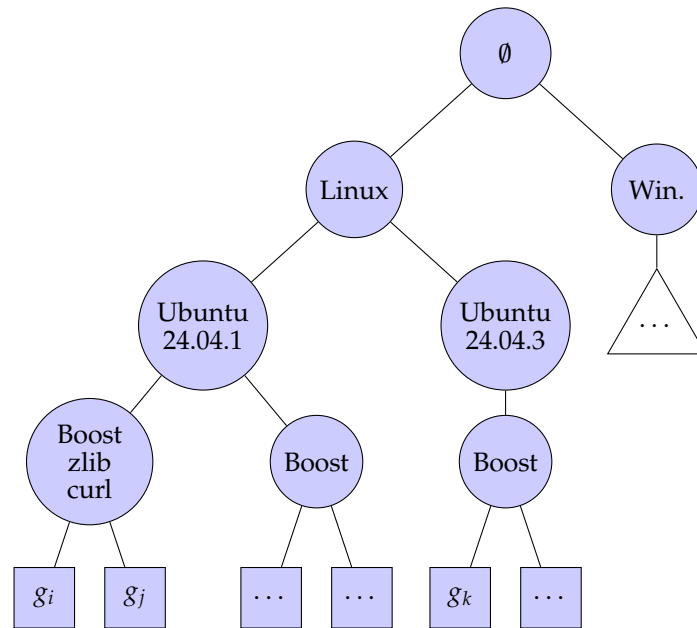 ∅
Linux
Win.
Ubuntu
24.04.1
Ubuntu
24.04.3
...
Boost
zlib
curl
Boost
Boost
g_i
g_j
...
...
g_k
...